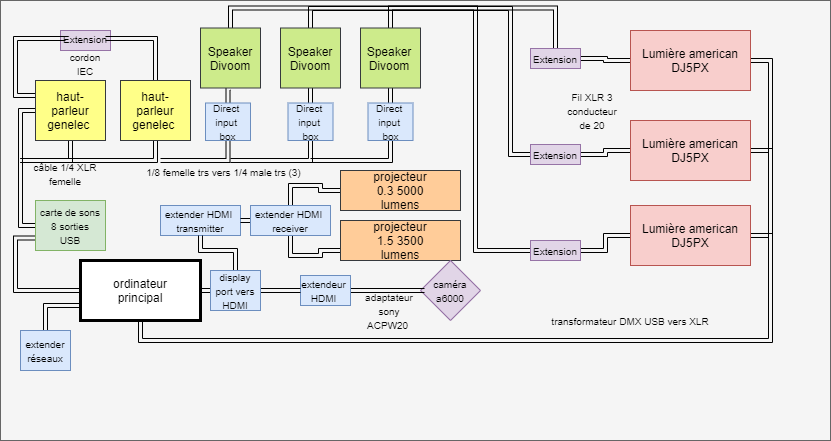 Extension
cordon
IEC
haut-
parleur
genelec
haut-
parleur
genelec
Speaker
Divoom
Speaker
Divoom
Speaker
Divoom
Direct
input
box
Direct
input
box
Direct
input
box
Extension
Lumière american
DJ5PX
Fil XLR 3
conducteur
de 20
Extension
Lumière american
DJ5PX
Extension
Lumière american
DJ5PX
câble 1/4 XLR
femelle
1/8 femelle trs vers 1/4 male trs (3)
projecteur
0.3 5000
lumens
carte de sons
8 sorties
USB
extender HDMI
transmitter
extender HDMI
receiver
projecteur
1.5 3500
lumens
ordinateur
principal
display
port vers
HDMI
extendeur
HDMI
adaptateur
sony
ACPW20
caméra
a6000
transformateur DMX USB vers XLR
extender
réseaux